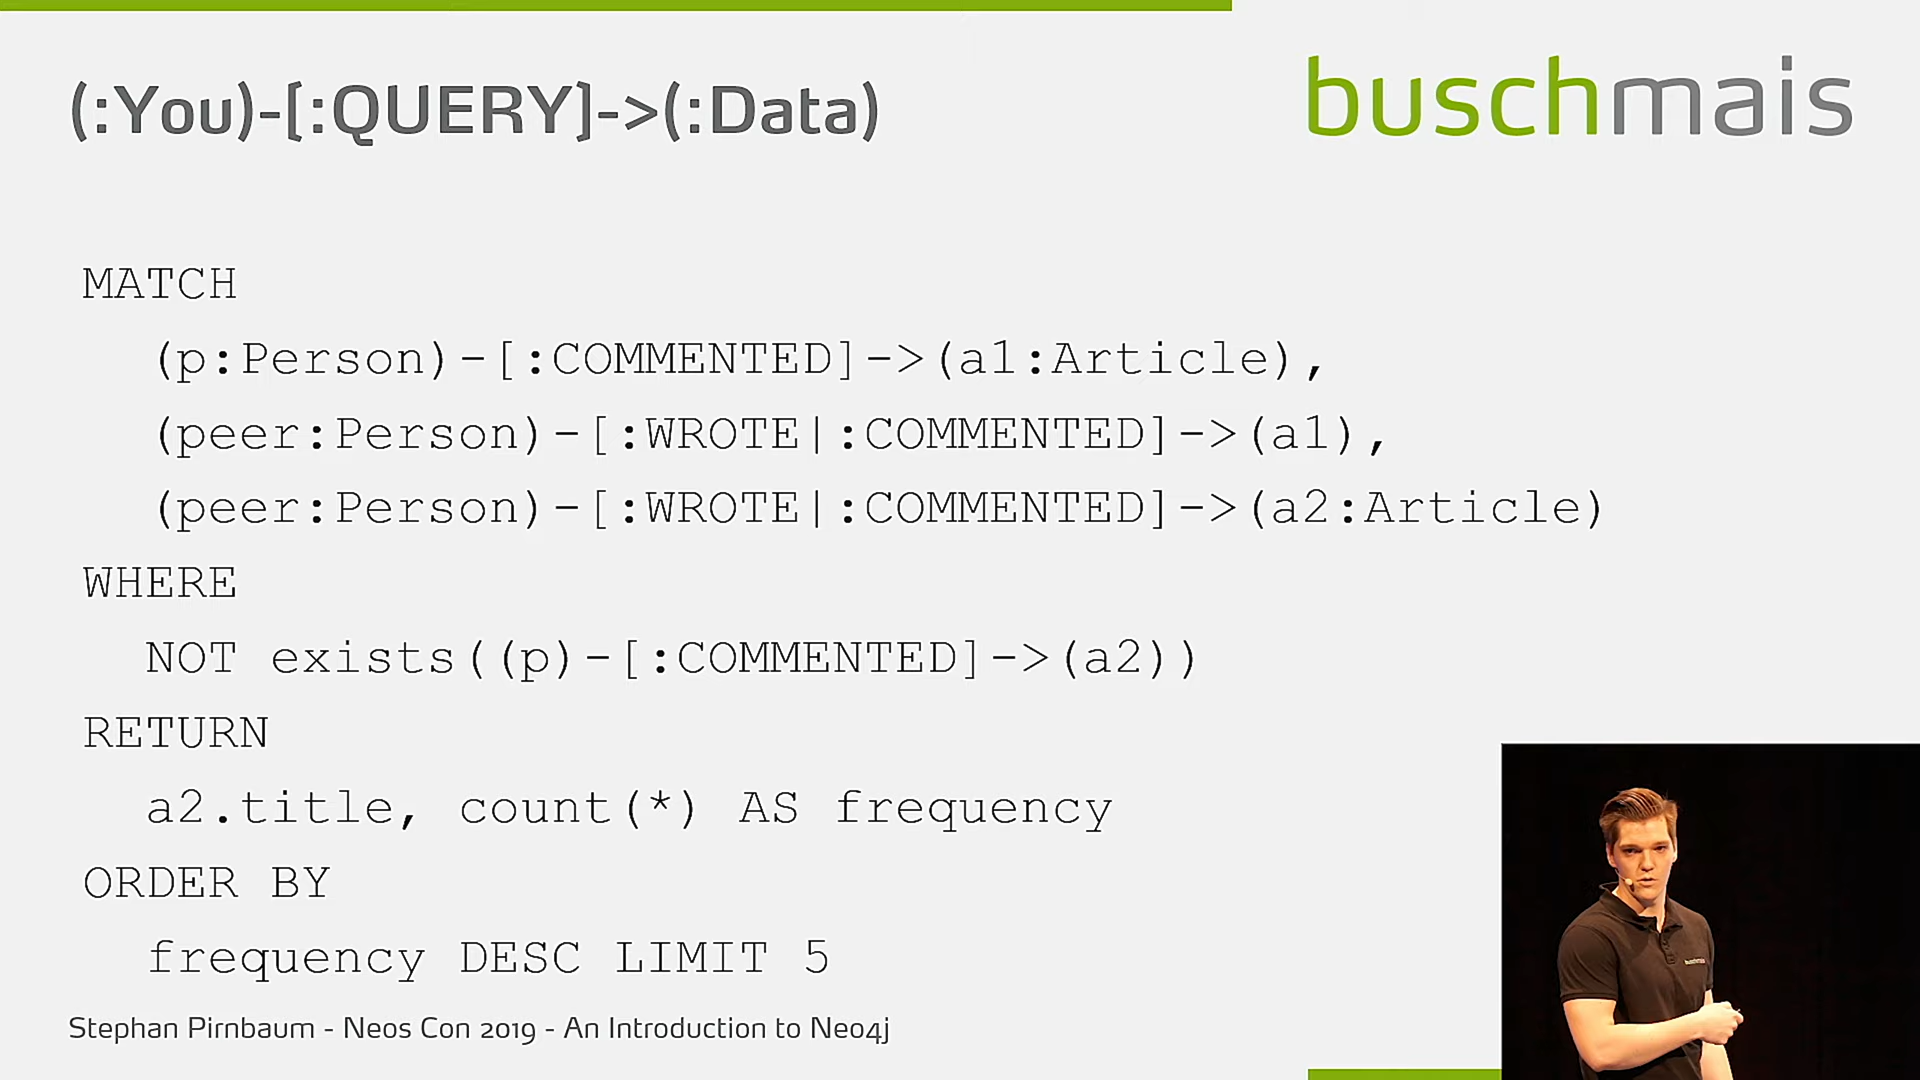 (:You)-[:QUERY]->(:Data)
buschmais
MATCH
(p:Person)-[:COMMENTED]->(a1:Article),
(peer:Person)-[:WROTE|:COMMENTED]->(a1),
(peer:Person)-[:WROTE|:COMMENTED]->(a2:Article)
WHERE
NOT exists((p)-[:COMMENTED]->(a2))
RETURN
a2.title, count(*) AS frequency
ORDER BY
frequency DESC LIMIT 5
Stephan Pirnbaum - Neos Con 2019 - An Introduction to Neo4j
buschmais